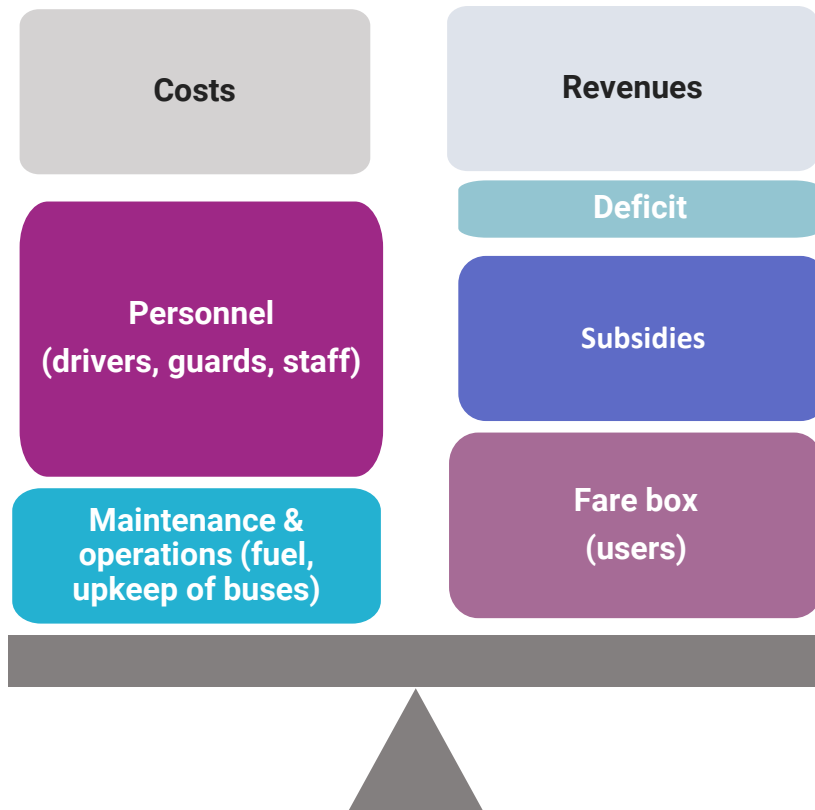 Costs
Personnel
(drivers, guards, staff)
Maintenance &
operations (fuel,
upkeep of buses)
Revenues
Deficit
Subsidies
Fare box
(users)